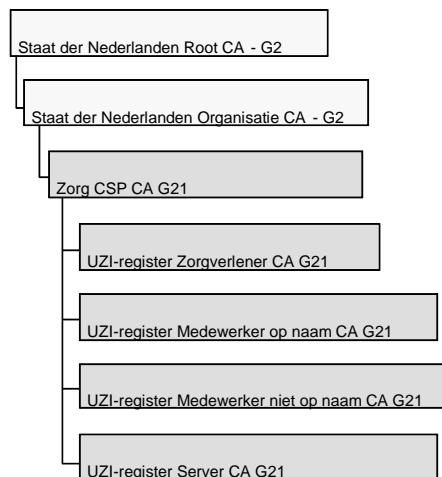 Staat der Nederlanden Root CA - G2
Staat der Nederlanden Organisatie CA - G2
Zorg CSP CA G21
UZI-register Zorgverlener CA G21
UZI-register Medewerker op naam CA G21
UZI-register Medewerker niet op naam CA G21
UZI-register Server CA G21